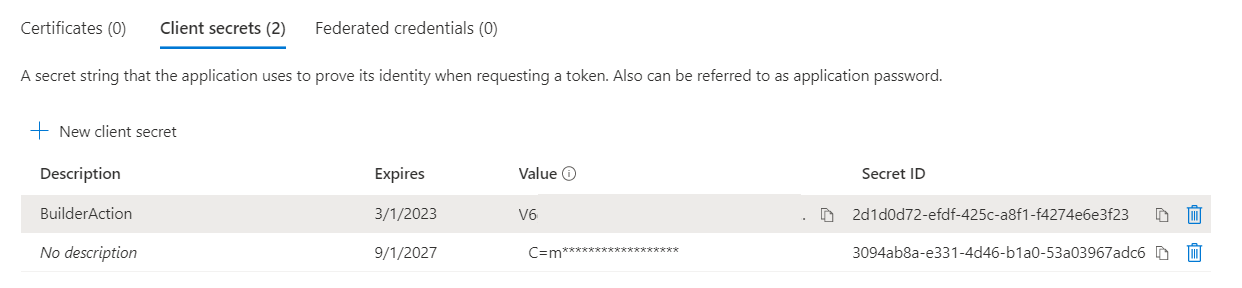 Certificates (0) Client secrets (2) Federated credentials (0)
A secret string that the application uses to prove its identity when requesting a token. Also can be referred to as application password.
New client secret
Description Expires Value Secret ID
BuilderAction 3/1/2023 V6 . 2d1d0d72-efdf-425c-a8f1-f4274e6e3f23
No description 9/1/2027 C=m****************** 3094ab8a-e331-4d46-b1a0-53a03967adc6